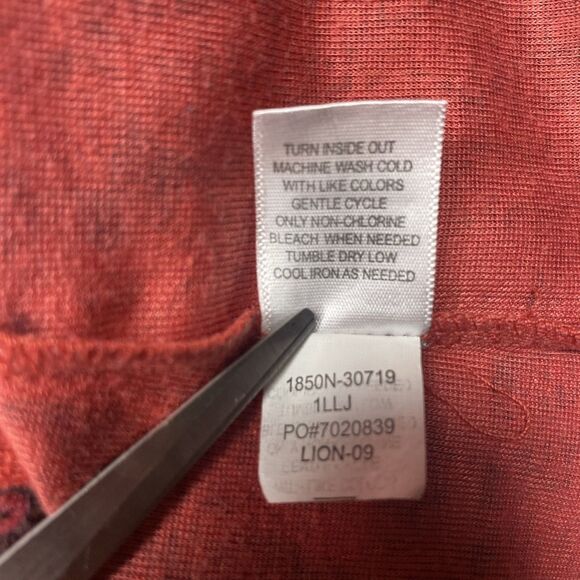 TURN INSIDE OUT
MACHINE WASH COLD
WITH LIKE COLORS
GENTLE CYCLE
ONLY NON-CHLORINE
BLEACH WHEN NEEDED
TUMBLE DRY LOW
COOL IRON AS NEEDED
1850N-30719
1LLJ
PO#7020839
LION-09